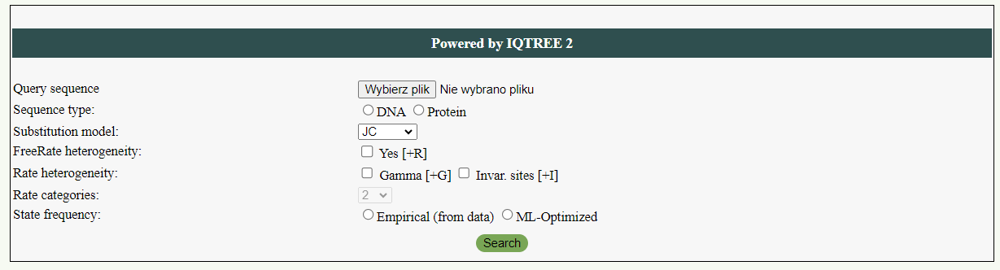 Powered by IQTREE 2
Query sequence Wybierz plik Nie wybrano pliku
Sequence type: DNA Protein
Substitution model: JC
FreeRate heterogeneity: Yes [+R]
Rate heterogeneity: Gamma [+G] Invar. sites [+I]
Rate categories: 2
State frequency: Empirical (from data) ML-Optimized
Search